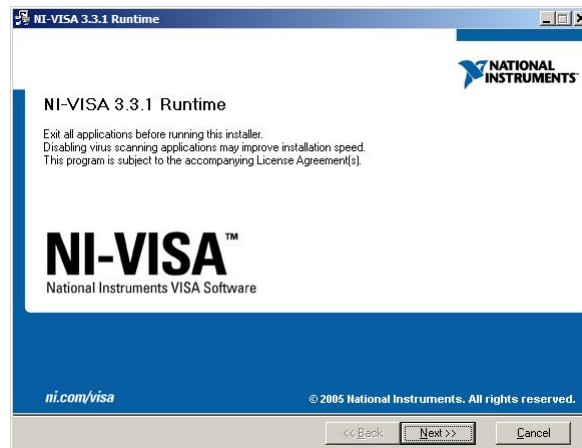 NI-VISA 3.3.1 Runtime
NATIONAL
INSTRUMENTS
NI-VISA 3.3.1 Runtime
Exit all applications before running this installer.
Disabling virus scanning applications may improve installation speed.
This program is subject to the accompanying License Agreement(s).
NI-VISA™
National Instruments VISA Software
ni.com/visa © 2005 National Instruments. All rights reserved.
<< Back Next >> Cancel